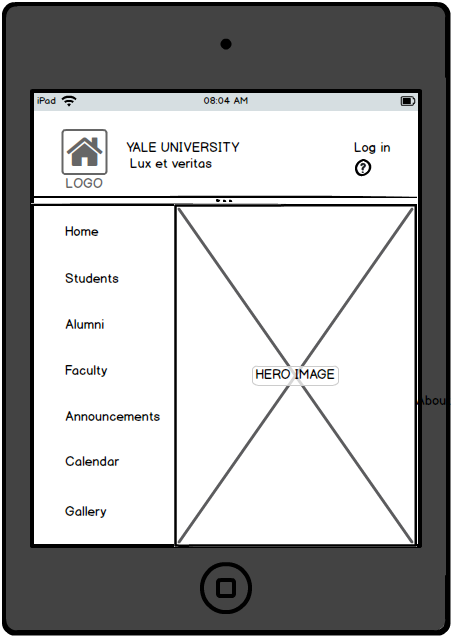 iPad 08:04 AM
YALE UNIVERSITY
Lux et veritas
Log in
?
LOGO
Home
Students
Alumni
Faculty
Announcements
Calendar
Gallery
HERO IMAGE